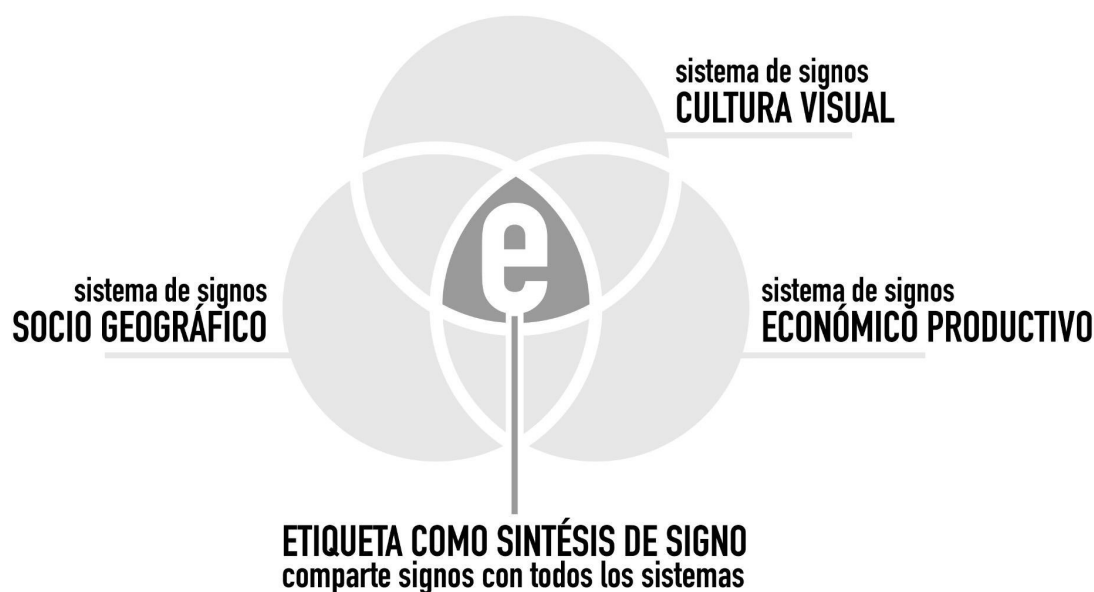 sistema de signos
CULTURA VISUAL
e
sistema de signos
SOCIO GEOGRÁFICO
sistema de signos
ECONÓMICO PRODUCTIVO
ETIQUETA COMO SINTÉSIS DE SIGNO
comparte signos con todos los sistemas